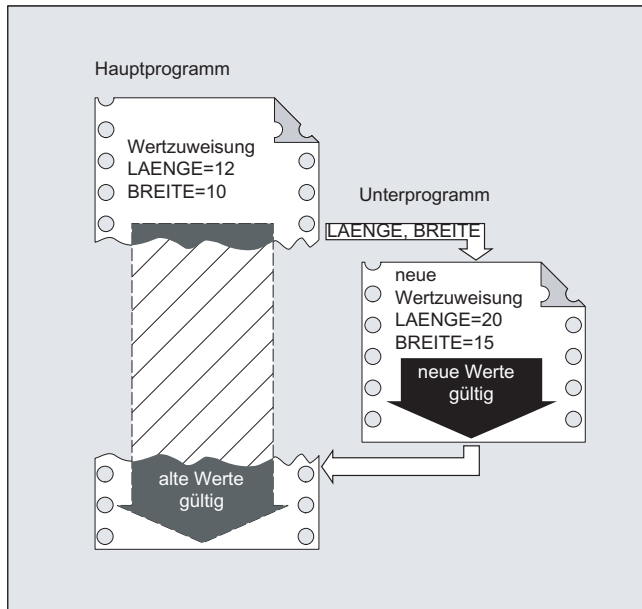 Hauptprogramm
Wertzuweisung
LAENGE=12
BREITE=10
Unterprogramm
LAENGE, BREITE
neue
Wertzuweisung
LAENGE=20
BREITE=15
neue Werte
gültig
alte Werte
gültig